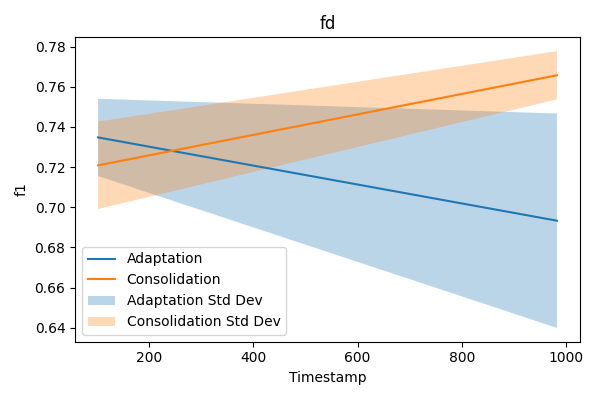 fd
0.78
0.76
0.74
0.72
0.70
0.68
0.66
0.64
f1
Adaptation
Consolidation
Adaptation Std Dev
Consolidation Std Dev
200 400 600 800 1000
Timestamp